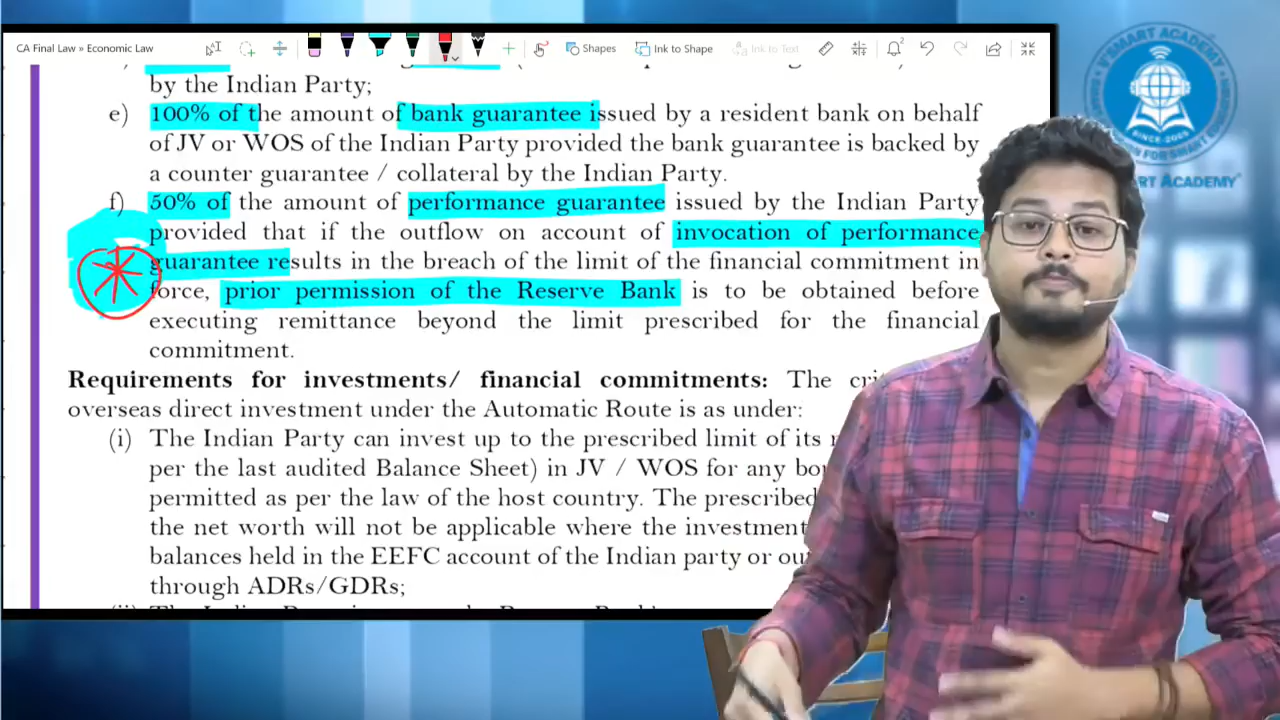 CA Final Law » Economic Law
Shapes
Ink to Shape
Ink to Text
by the Indian Party;
e) 100% of the amount of bank guarantee issued by a resident bank on behalf
of JV or WOS of the Indian Party provided the bank guarantee is backed by
a counter guarantee / collateral by the Indian Party.
f) 50% of the amount of performance guarantee issued by the Indian Party
provided that if the outflow on account of invocation of performance
guarantee results in the breach of the limit of the financial commitment in
force, prior permission of the Reserve Bank is to be obtained before
executing remittance beyond the limit prescribed for the financial
commitment.
Requirements for investments/ financial commitments: The
overseas direct investment under the Automatic Route is as under:
(i) The Indian Party can invest up to the prescribed limit of its
per the last audited Balance Sheet) in JV / WOS for any
permitted as per the law of the host country. The prescribed
the net worth will not be applicable where the investment
balances held in the EEFC account of the Indian party or
through ADRs/GDRs;
SINCE-2005
ART ACADEMY